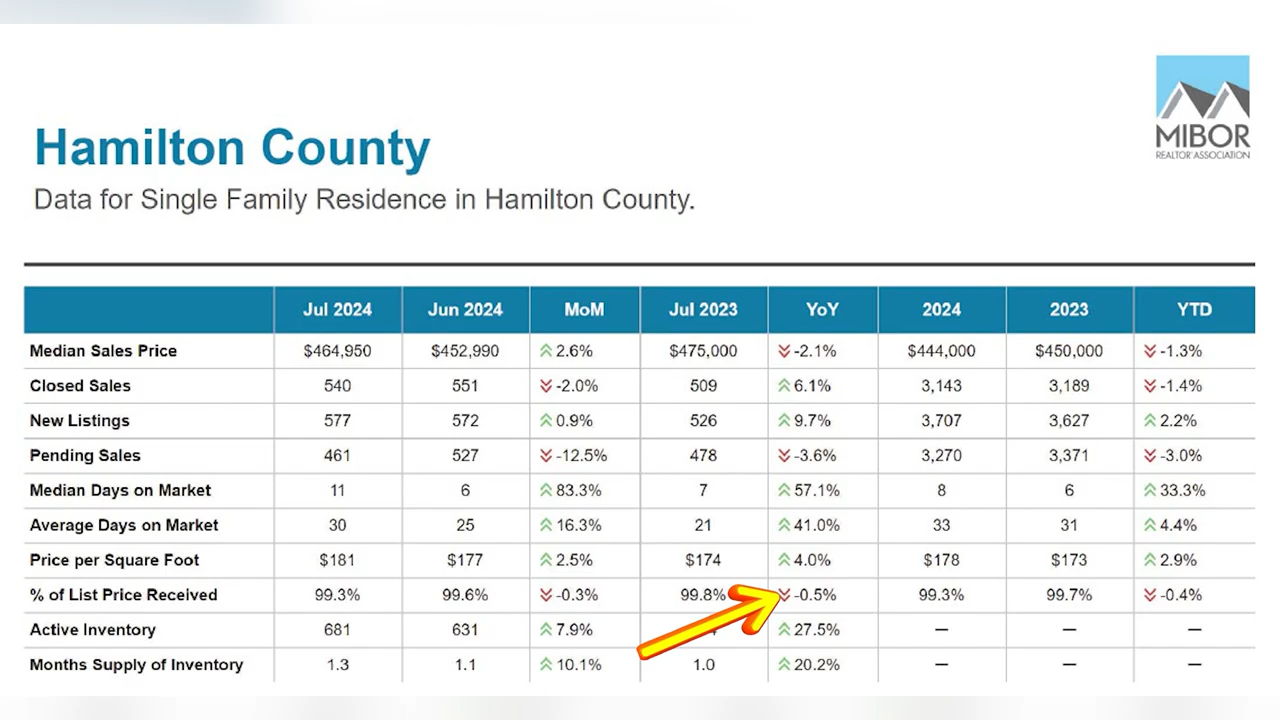 MIBOR
REALTOR ASSOCIATION
Hamilton County
Data for Single Family Residence in Hamilton County.
Jul 2024 Jun 2024 MoM Jul 2023 YoY 2024 2023 YTD
Median Sales Price $464,950 $452,990 2.6% $475,000 -2.1% $444,000 $450,000 -1.3%
Closed Sales 540 551 -2.0% 509 6.1% 3,143 3,189 -1.4%
New Listings 577 572 0.9% 526 9.7% 3,707 3,627 2.2%
Pending Sales 461 527 -12.5% 478 -3.6% 3,270 3,371 -3.0%
Median Days on Market 11 6 83.3% 7 57.1% 8 6 33.3%
Average Days on Market 30 25 16.3% 21 41.0% 33 31 4.4%
Price per Square Foot $181 $177 2.5% $174 4.0% $178 $173 2.9%
% of List Price Received 99.3% 99.6% -0.3% 99.8% -0.5% 99.3% 99.7% -0.4%
Active Inventory 681 631 7.9% 27.5% — — —
Months Supply of Inventory 1.3 1.1 10.1% 1.0 20.2% — — —